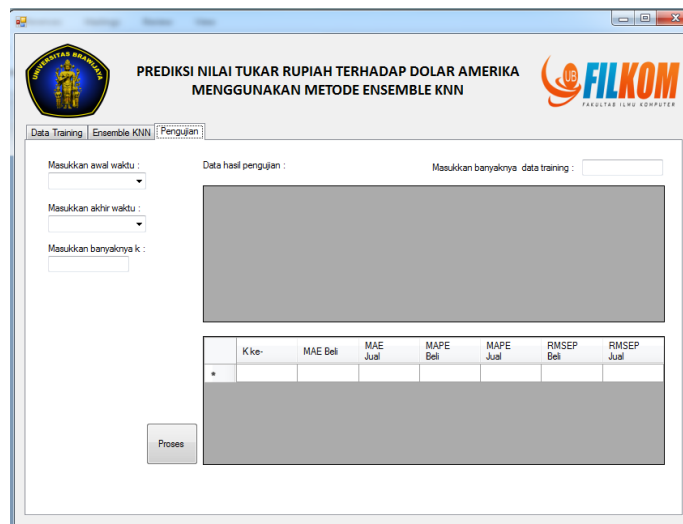 UNIVERSITAS BRAWIJAYA
PREDIKSI NILAI TUKAR RUPIAH TERHADAP DOLAR AMERIKA
MENGGUNAKAN METODE ENSEMBLE KNN
UB FILKOM
FAKULTAS ILMU KOMPUTER
Data Training Ensemble KNN Pengujian
Masukkan awal waktu :
Data hasil pengujian :
Masukkan banyaknya data training :
Masukkan akhir waktu :
Masukkan banyaknya k :
K ke- MAE Beli MAE Jual MAPE Beli MAPE Jual RMSEP Beli RMSEP Jual
*
Proses